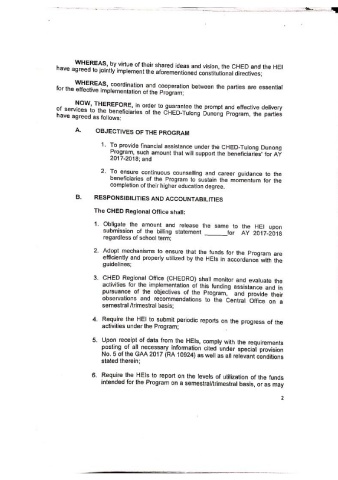 WHEREAS, by virtue of their shared ideas and vision, the CHED and the HEI
have agreed to jointly implement the aforementioned constitutional directives;
WHEREAS, coordination and cooperation between the parties are essential
for the effective implementation of the Program;
NOW, THEREFORE, in order to guarantee the prompt and effective delivery
of services to the beneficiaries of the CHED-Tulong Dunong Program, the parties
have agreed as follows:
A. OBJECTIVES OF THE PROGRAM
1. To provide financial assistance under the CHED-Tulong Dunong
Program, such amount that will support the beneficiaries' for AY
2017-2018; and
2. To ensure continuous counselling and career guidance to the
beneficiaries of the Program to sustain the momentum for the
completion of their higher education degree.
B. RESPONSIBILITIES AND ACCOUNTABILITIES
The CHED Regional Office shall:
1. Obligate the amount and release the same to the HEI upon
submission of the billing statement ______for AY 2017-2018
regardless of school term;
2. Adopt mechanisms to ensure that the funds for the Program are
efficiently and properly utilized by the HEIs in accordance with the
guidelines;
3. CHED Regional Office (CHEDRO) shall monitor and evaluate the
activities for the implementation of this funding assistance and in
pursuance of the objectives of the Program, and provide their
observations and recommendations to the Central Office on a
semestral /trimestral basis;
4. Require the HEI to submit periodic reports on the progress of the
activities under the Program;
5. Upon receipt of data from the HEIs, comply with the requirements
posting of all necessary information cited under special provision
No. 5 of the GAA 2017 (RA 10924) as well as all relevant conditions
stated therein;
6. Require the HEIs to report on the levels of utilization of the funds
intended for the Program on a semestral/trimestral basis, or as may
2